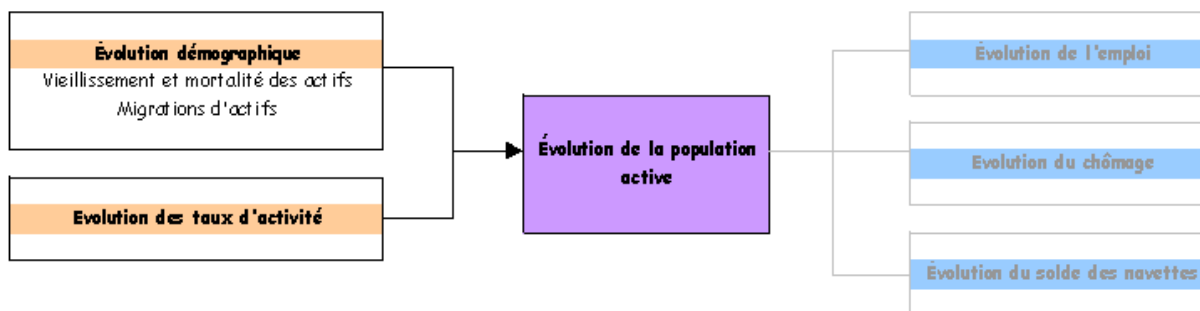 Évolution démographique
Vieillissement et mortalité des actifs
Migrations d'actifs
Evolution des taux d'activité
Évolution de la population
active
Évolution de l'emploi
Evolution du chômage
Évolution du solde des navettes